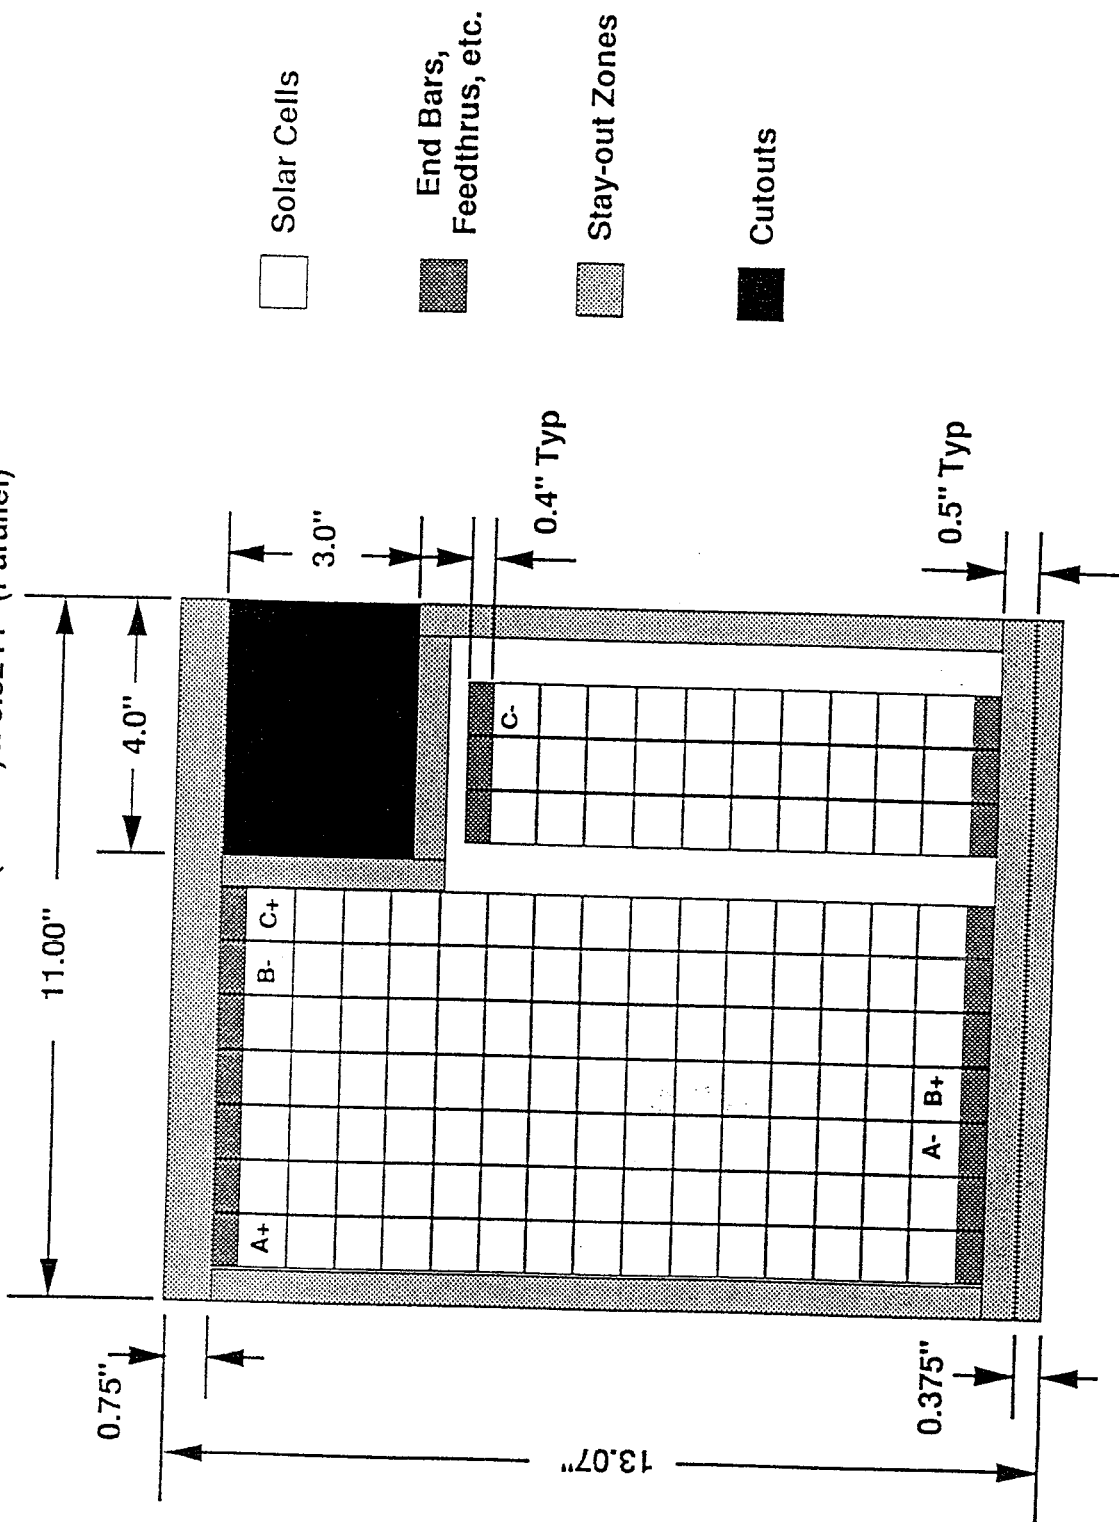 (Parallel)
Solar Cells
End Bars,
Feedthrus, etc.
Stay-out Zones
Cutouts
11.00"
4.0"
3.0"
0.4" Typ
0.5" Typ
0.75"
13.07"
0.375"
A+
B-
C+
C-
A-
B+